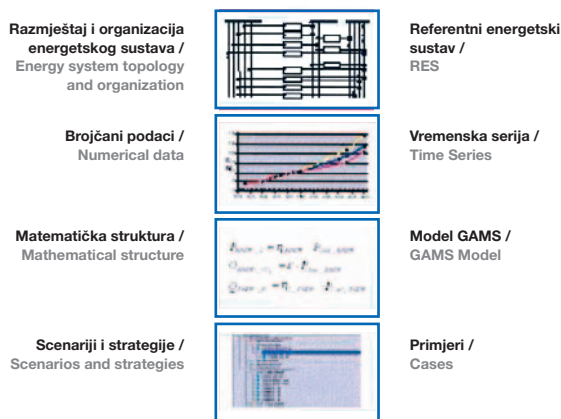 Razmještaj i organizacija
energetskog sustava /
Energy system topology
and organization
Referentni energetski
sustav /
RES
Brojčani podaci /
Numerical data
Vremenska serija /
Time Series
Matematička struktura /
Mathematical structure
Model GAMS /
GAMS Model
Scenariji i strategije /
Scenarios and strategies
Primjeri /
Cases